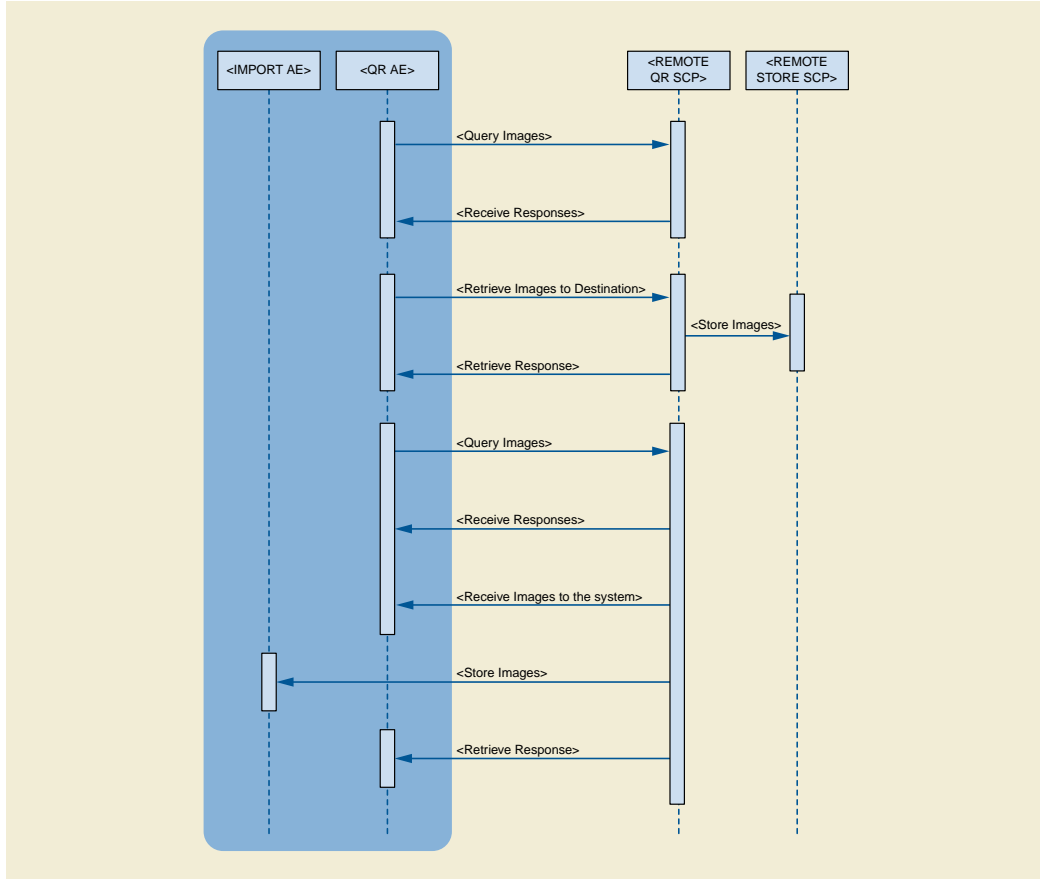 <IMPORT AE>
<QR AE>
<REMOTE
QR SCP>
<REMOTE
STORE SCP>
<Query Images>
<Receive Responses>
<Retrieve Images to Destination>
<Store Images>
<Retrieve Response>
<Query Images>
<Receive Responses>
<Receive Images to the system>
<Store Images>
<Retrieve Response>